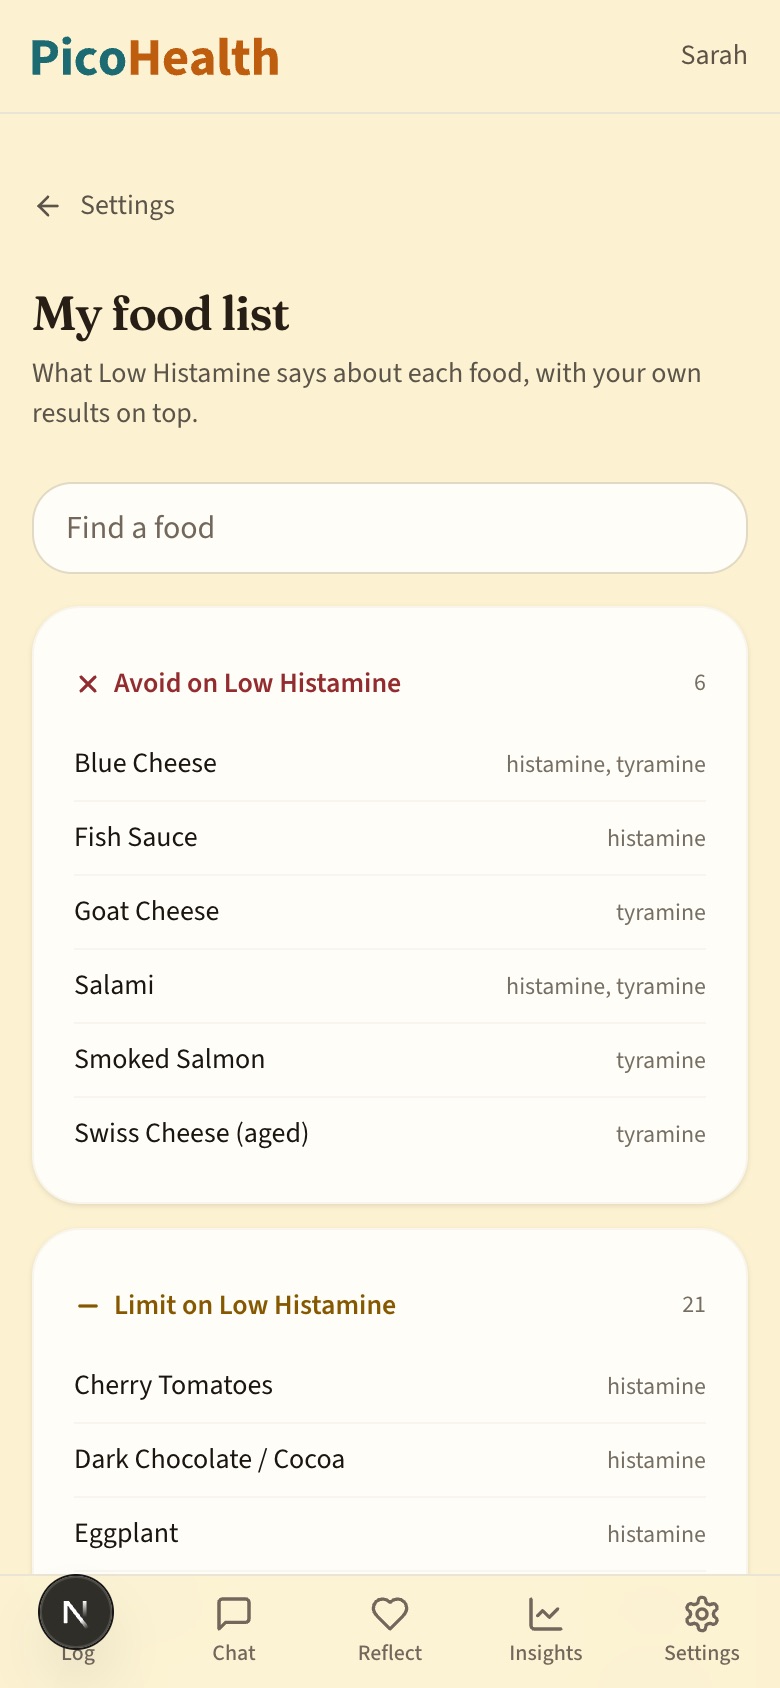 PicoHealth
Sarah
Settings
My food list
What Low Histamine says about each food, with your own
results on top.
Find a food
Avoid on Low Histamine 6
Blue Cheese histamine, tyramine
Fish Sauce histamine
Goat Cheese tyramine
Salami histamine, tyramine
Smoked Salmon tyramine
Swiss Cheese (aged) tyramine
Limit on Low Histamine 21
Cherry Tomatoes histamine
Dark Chocolate / Cocoa histamine
Eggplant histamine
N
Log Chat Reflect Insights Settings